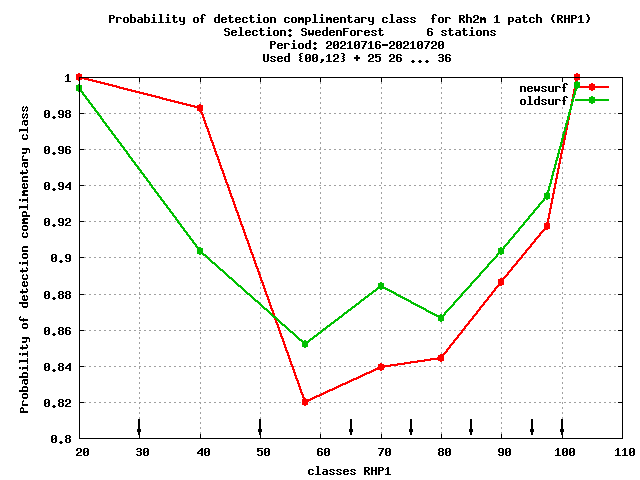 Probability of detection complimentary class  for Rh2m 1 patch (RHP1)
Selection: SwedenForest      6 stations
Period: 20210716-20210720
Used {00,12} + 25 26 ... 36
newsurf
oldsurf
Probability of detection complimentary class
1
0.98
0.96
0.94
0.92
0.9
0.88
0.86
0.84
0.82
0.8
20 30 40 50 60 70 80 90 100 110
classes RHP1